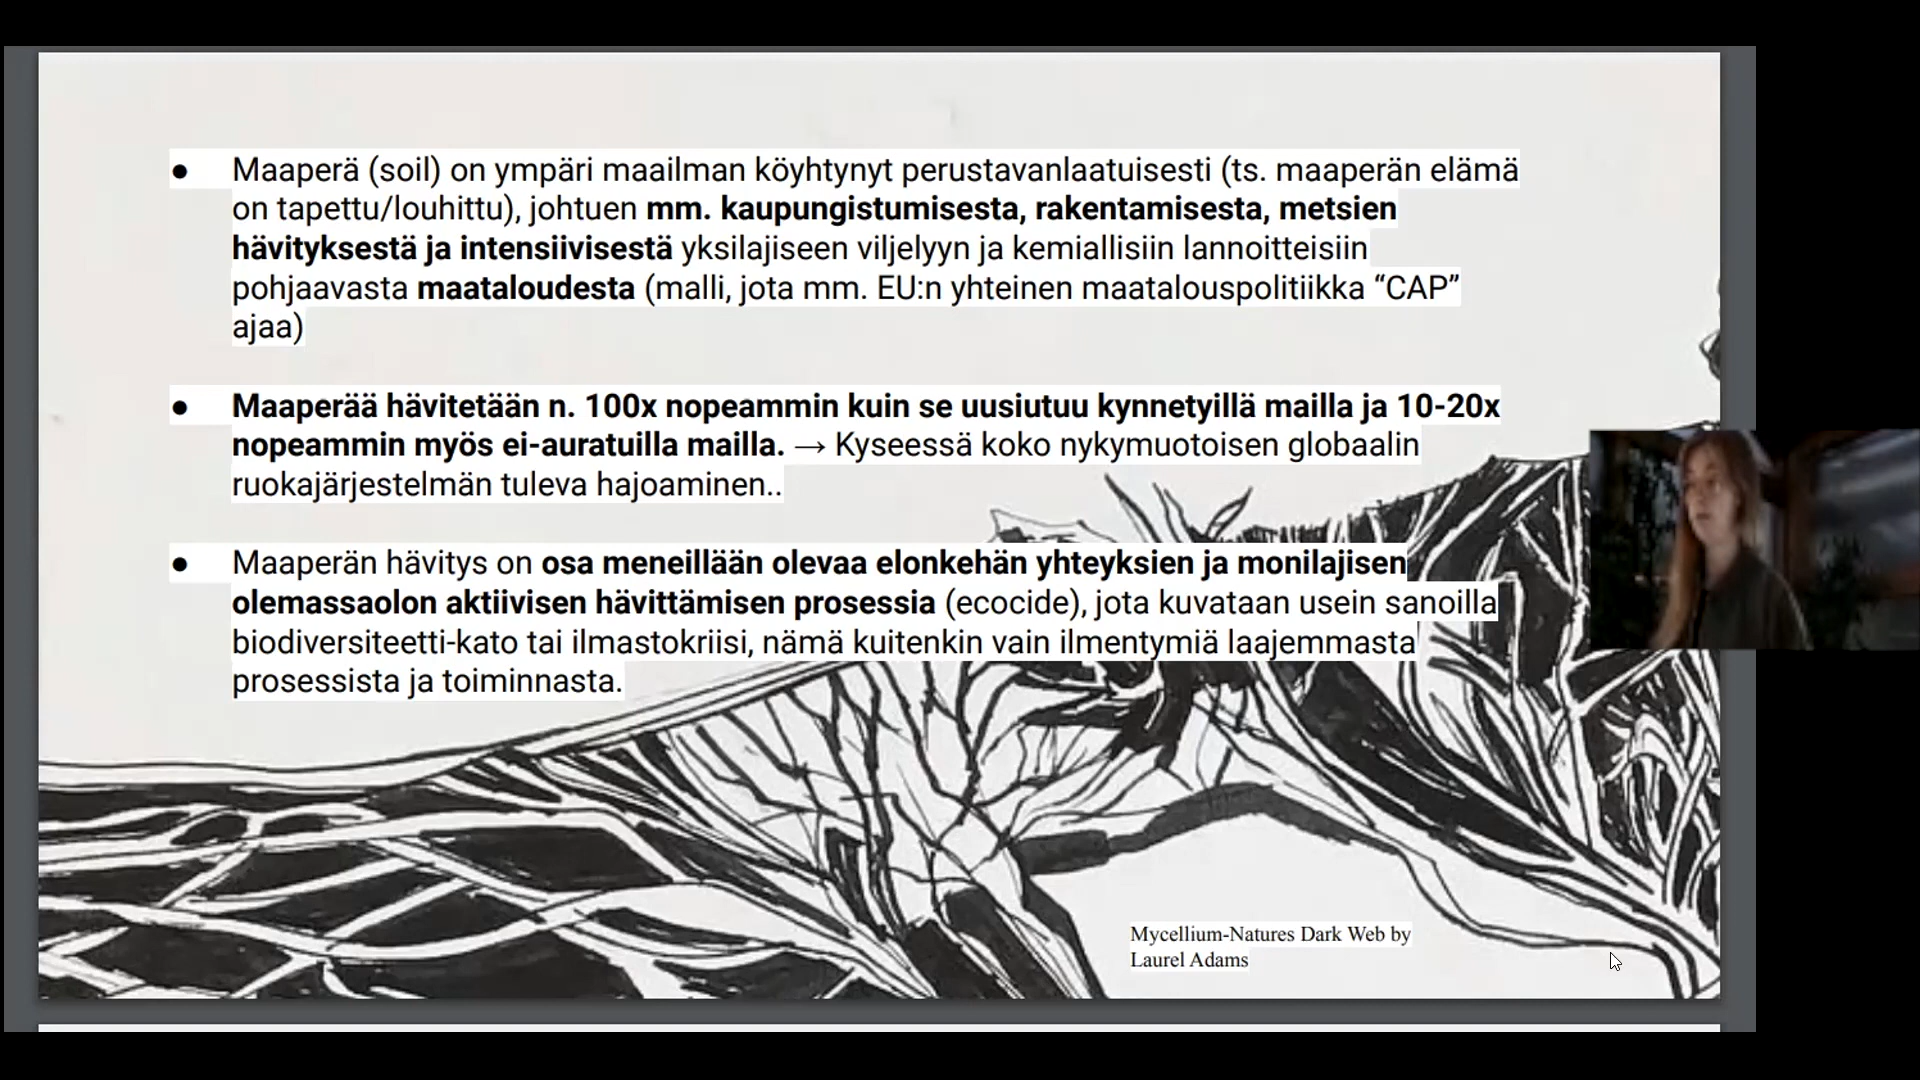 ● Maaperä (soil) on ympäri maailman köyhtynyt perustavanlaatuisesti (ts. maaperän elämä
on tapettu/louhittu), johtuen mm. kaupungistumisesta, rakentamisesta, metsien
hävityksestä ja intensiivisestä yksilajiseen viljelyyn ja kemiallisiin lannoitteisiin
pohjaavasta maataloudesta (malli, jota mm. EU:n yhteinen maatalouspolitiikka “CAP”
ajaa)
● Maaperää hävitetään n. 100x nopeammin kuin se uusiutuu kynnetyillä mailla ja 10-20x
nopeammin myös ei-auratuilla mailla. → Kyseessä koko nykymuotoisen globaalin
ruokajärjestelmän tuleva hajoaminen..
● Maaperän hävitys on osa meneillään olevaa elonkehän yhteyksien ja monilajisen
olemassaolon aktiivisen hävittämisen prosessia (ecocide), jota kuvataan usein sanoilla
biodiversiteetti-kato tai ilmastokriisi, nämä kuitenkin vain ilmentymiä laajemmasta
prosessista ja toiminnasta.
Mycellium-Natures Dark Web by
Laurel Adams